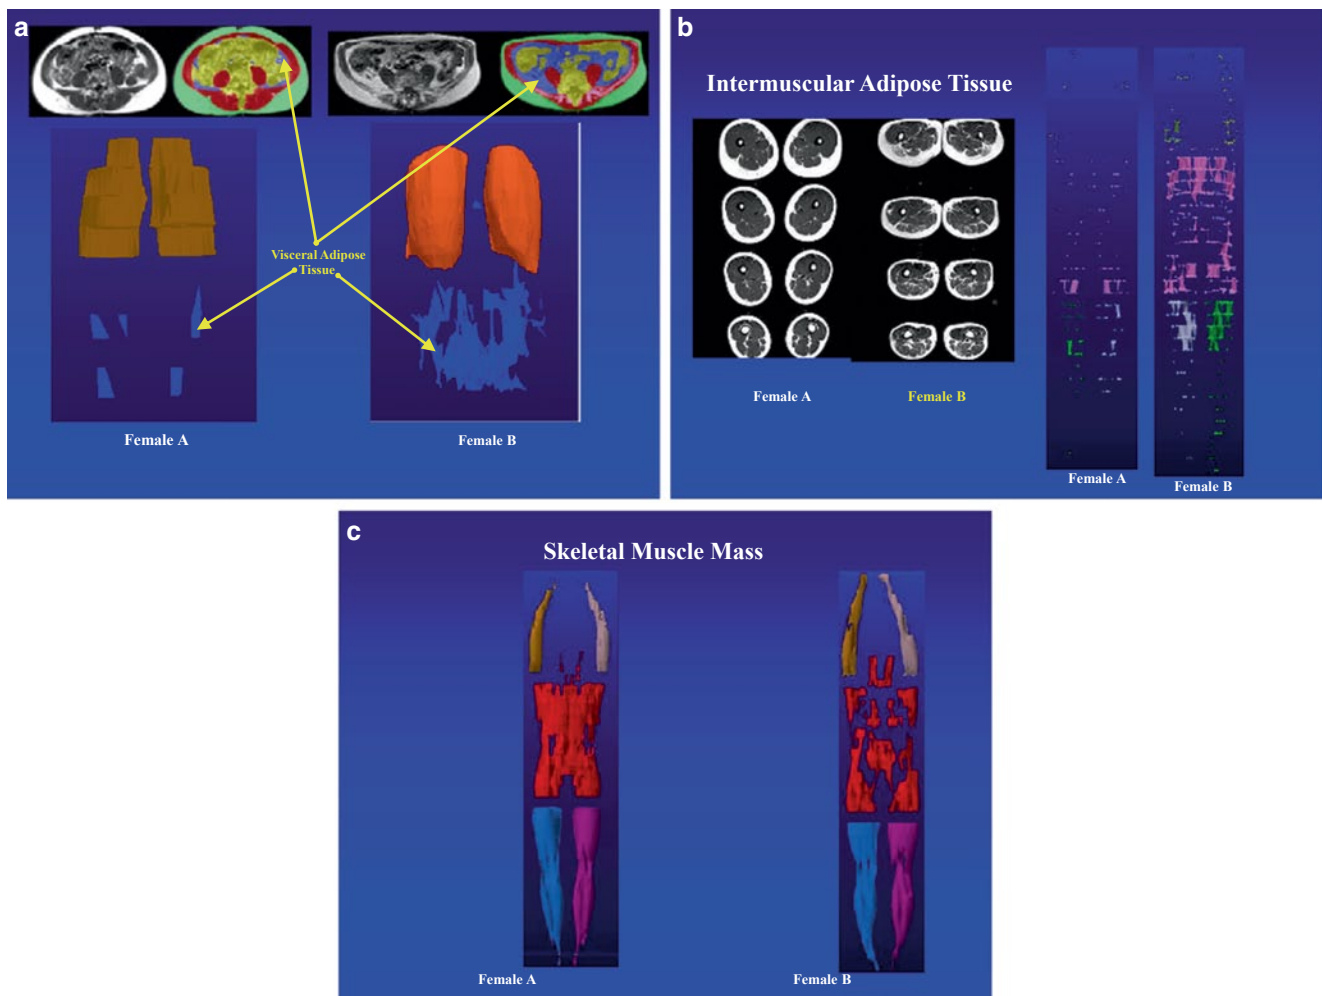 a
Visceral Adipose
Tissue
Female A
Female B
b
Intermuscular Adipose Tissue
Female A
Female B
Female A
Female B
c
Skeletal Muscle Mass
Female A
Female B